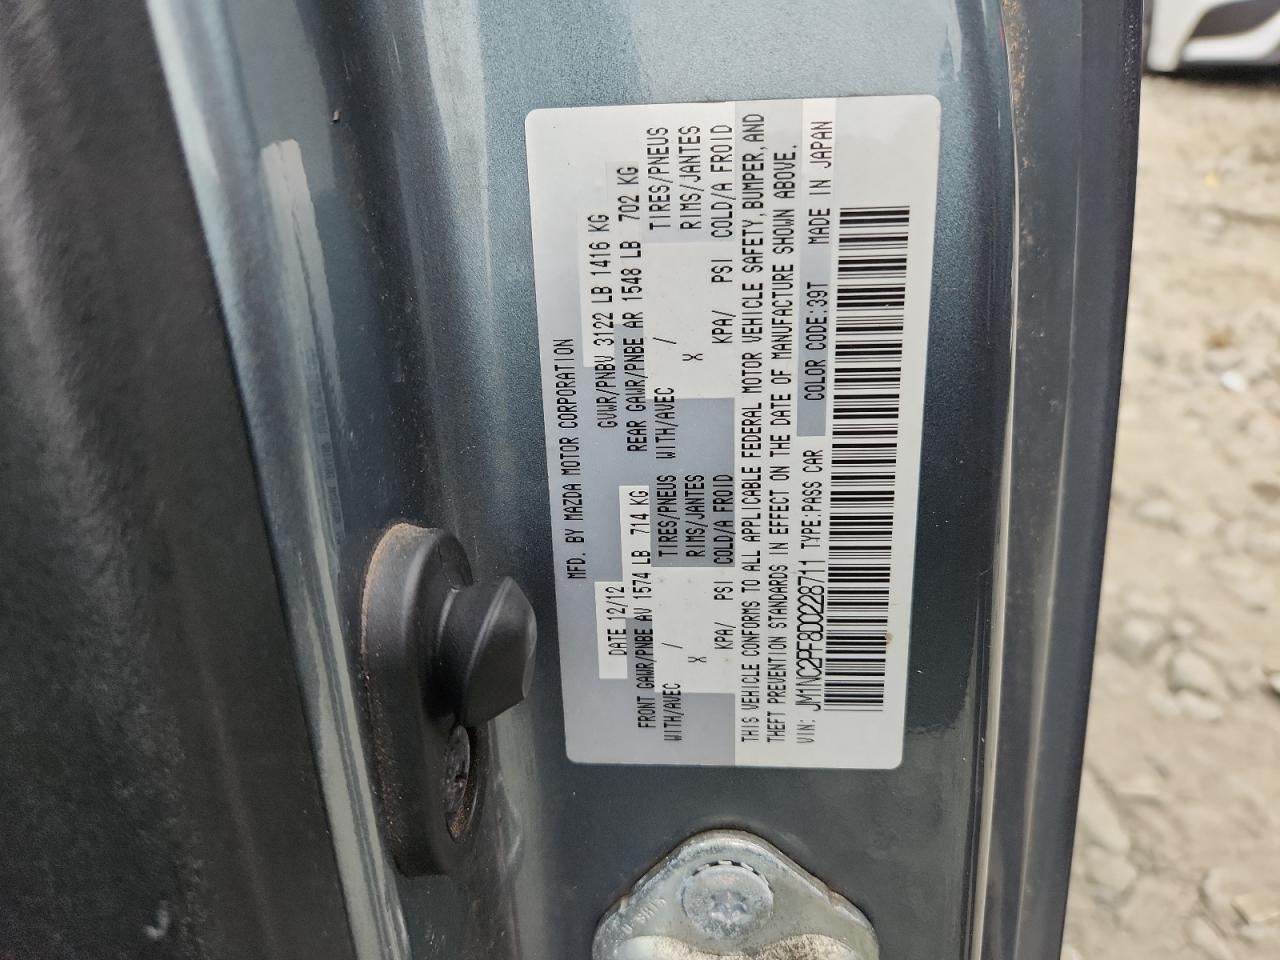 MFD. BY MAZDA MOTOR CORPORATION
DATE 12/12 GVWR/PNBV 3122 LB 1416 KG
FRONT GAWR/PNBE AV 1574 LB 714 KG REAR GAWR/PNBE AR 1548 LB 702 KG
WITH/AVEC / TIRES/PNEUS WITH/AVEC / TIRES/PNEUS
X RIMS/JANTES X RIMS/JANTES
KPA/ PSI COLD/A FROID KPA/ PSI COLD/A FROID
THIS VEHICLE CONFORMS TO ALL APPLICABLE FEDERAL MOTOR VEHICLE SAFETY, BUMPER, AND
THEFT PREVENTION STANDARDS IN EFFECT ON THE DATE OF MANUFACTURE SHOWN ABOVE.
VIN: JM1NC2PF8D0228711 TYPE:PASS CAR COLOR CODE:39T MADE IN JAPAN